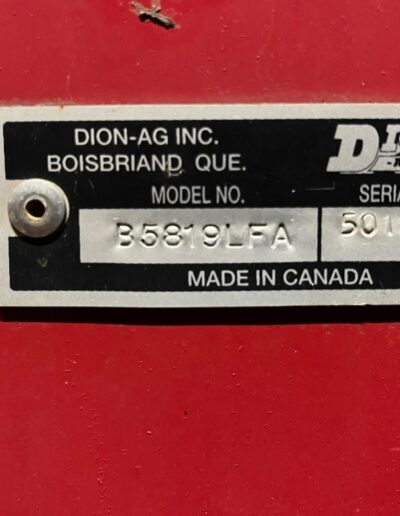 DION-AG INC.
BOISBRIAND QUE.
MODEL NO.
B5819LFA
MADE IN CANADA